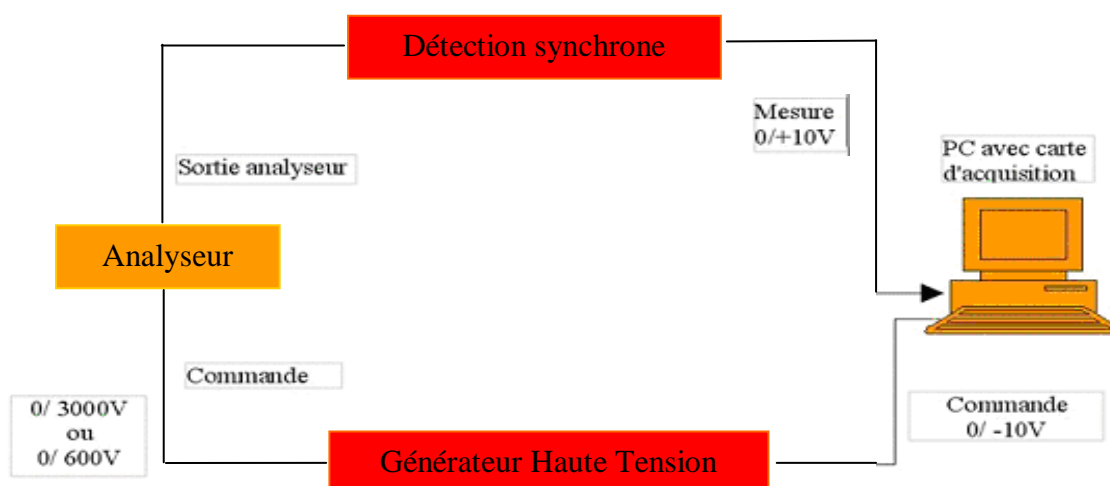 Détection synchrone
Mesure
0/+10V
PC avec carte
d'acquisition
Sortie analyseur
Analyseur
Commande
0/ 3000V
ou
0/ 600V
Commande
0/ -10V
Générateur Haute Tension